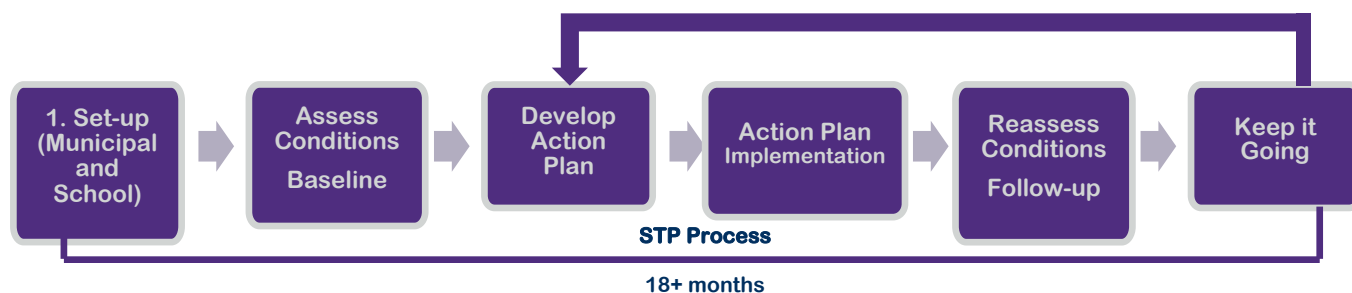 1. Set-up
(Municipal
and
School)
Assess
Conditions
Baseline
Develop
Action
Plan
Action Plan
Implementation
Reassess
Conditions
Follow-up
Keep it
Going
STP Process
18+ months